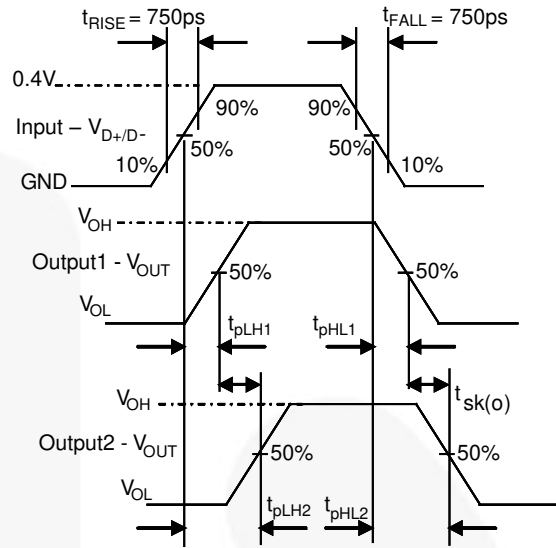 tRISE = 750ps
tFALL = 750ps
0.4V
90%
90%
Input – VD+/D-
50%
50%
10%
10%
GND
VOH
Output1 - VOUT
50%
50%
VOL
tpLH1
tpHL1
VOH
tsk(o)
Output2 - VOUT
50%
50%
VOL
tpLH2
tpHL2